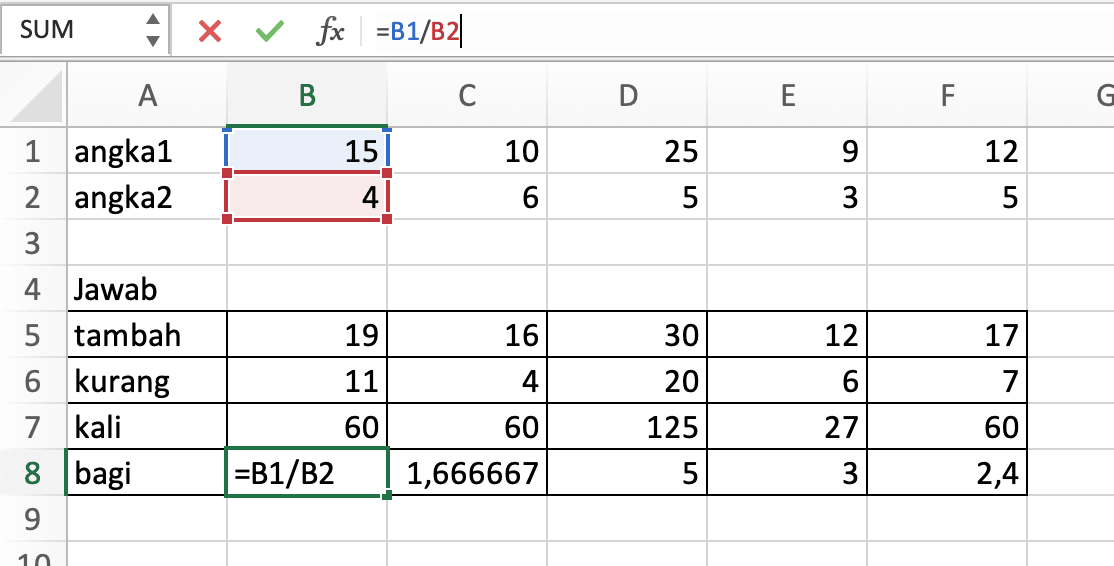 SUM fx =B1/B2
A B C D E F G
1 angka1 15 10 25 9 12
2 angka2 4 6 5 3 5
3
4 Jawab
5 tambah 19 16 30 12 17
6 kurang 11 4 20 6 7
7 kali 60 60 125 27 60
8 bagi =B1/B2 1,666667 5 3 2,4
9
10